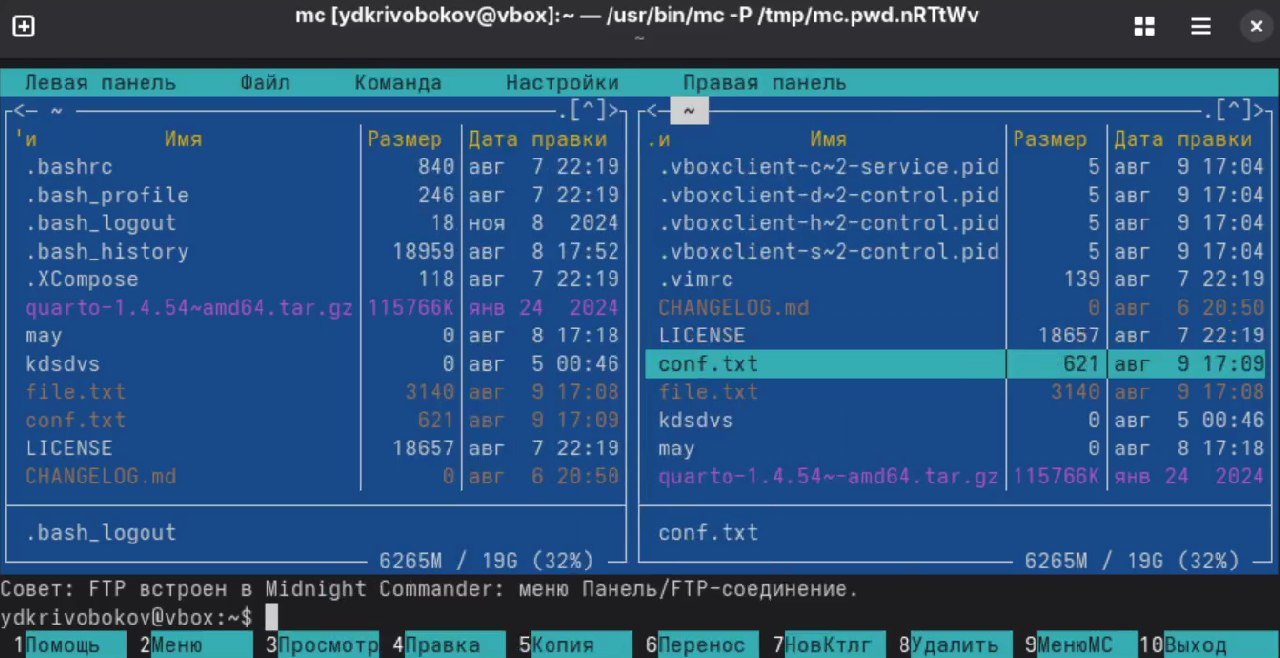 mc [ydkrivobokov@vbox]:~ — /usr/bin/mc -P /tmp/mc.pwd.nRTtWv
~
Левая панель Файл Команда Настройки Правая панель
<- ~ .[^]>
'и Имя Размер Дата правки
.bashrc 840 авг 7 22:19
.bash_profile 246 авг 7 22:19
.bash_logout 18 ноя 8 2024
.bash_history 18959 авг 8 17:52
.XCompose 118 авг 7 22:19
quarto-1.4.54~amd64.tar.gz 115766K янв 24 2024
may 0 авг 8 17:18
kdsdvs 0 авг 5 00:46
file.txt 3140 авг 9 17:08
conf.txt 621 авг 9 17:09
LICENSE 18657 авг 7 22:19
CHANGELOG.md 0 авг 6 20:50
.bash_logout
6265M / 19G (32%)
<- ~ .[^]>
.и Имя Размер Дата правки
.vboxclient-c~2-service.pid 5 авг 9 17:04
.vboxclient-d~2-control.pid 5 авг 9 17:04
.vboxclient-h~2-control.pid 5 авг 9 17:04
.vboxclient-s~2-control.pid 5 авг 9 17:04
.vimrc 139 авг 7 22:19
CHANGELOG.md 0 авг 6 20:50
LICENSE 18657 авг 7 22:19
conf.txt 621 авг 9 17:09
file.txt 3140 авг 9 17:08
kdsdvs 0 авг 5 00:46
may 0 авг 8 17:18
quarto-1.4.54~-amd64.tar.gz 115766K янв 24 2024
conf.txt
6265M / 19G (32%)
Совет: FTP встроен в Midnight Commander: меню Панель/FTP-соединение.
ydkrivobokov@vbox:~$
1Помощь 2Меню 3Просмотр 4Правка 5Копия 6Перенос 7НовКтлг 8Удалить 9МенюМС 10Выход